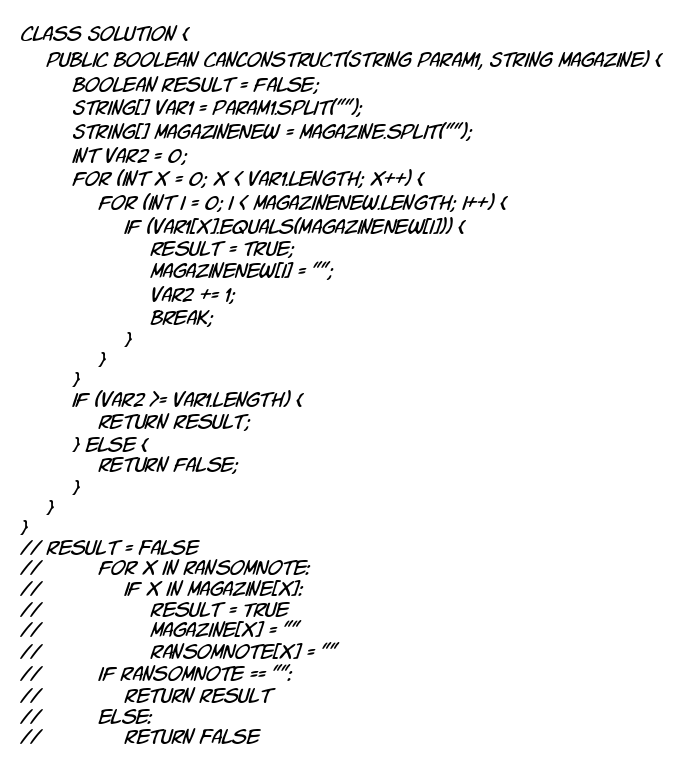 CLASS SOLUTION {
PUBLIC BOOLEAN CANCONSTRUCT(STRING PARAM1, STRING MAGAZINE) {
BOOLEAN RESULT = FALSE;
STRING[] VAR1 = PARAM1.SPLIT("");
STRING[] MAGAZINENEW = MAGAZINE.SPLIT("");
INT VAR2 = 0;
FOR (INT X = 0; X < VAR1.LENGTH; X++) {
FOR (INT I = 0; I < MAGAZINENEW.LENGTH; I++) {
IF (VAR1[X].EQUALS(MAGAZINENEW[I])) {
RESULT = TRUE;
MAGAZINENEW[I] = "";
VAR2 += 1;
BREAK;
}
}
}
IF (VAR2 >= VAR1.LENGTH) {
RETURN RESULT;
} ELSE {
RETURN FALSE;
}
}
}
// RESULT = FALSE
// FOR X IN RANSOMNOTE:
// IF X IN MAGAZINE[X]:
// RESULT = TRUE
// MAGAZINE[X] = ""
// RANSOMNOTE[X] = ""
// IF RANSOMNOTE == "":
// RETURN RESULT
// ELSE:
// RETURN FALSE